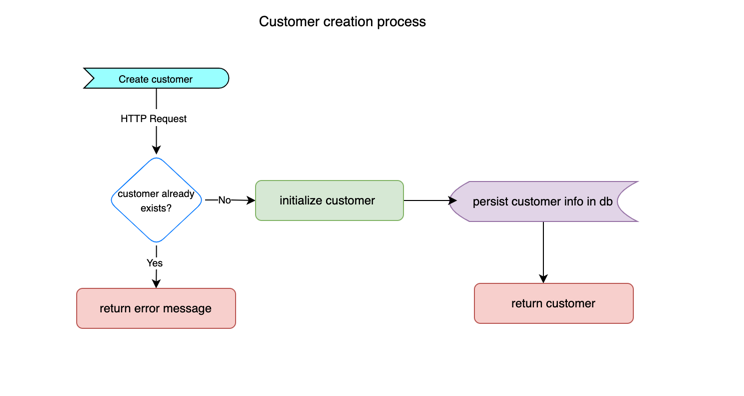 Customer creation process
Create customer
HTTP Request
customer already
exists?
No
initialize customer
persist customer info in db
Yes
return error message
return customer